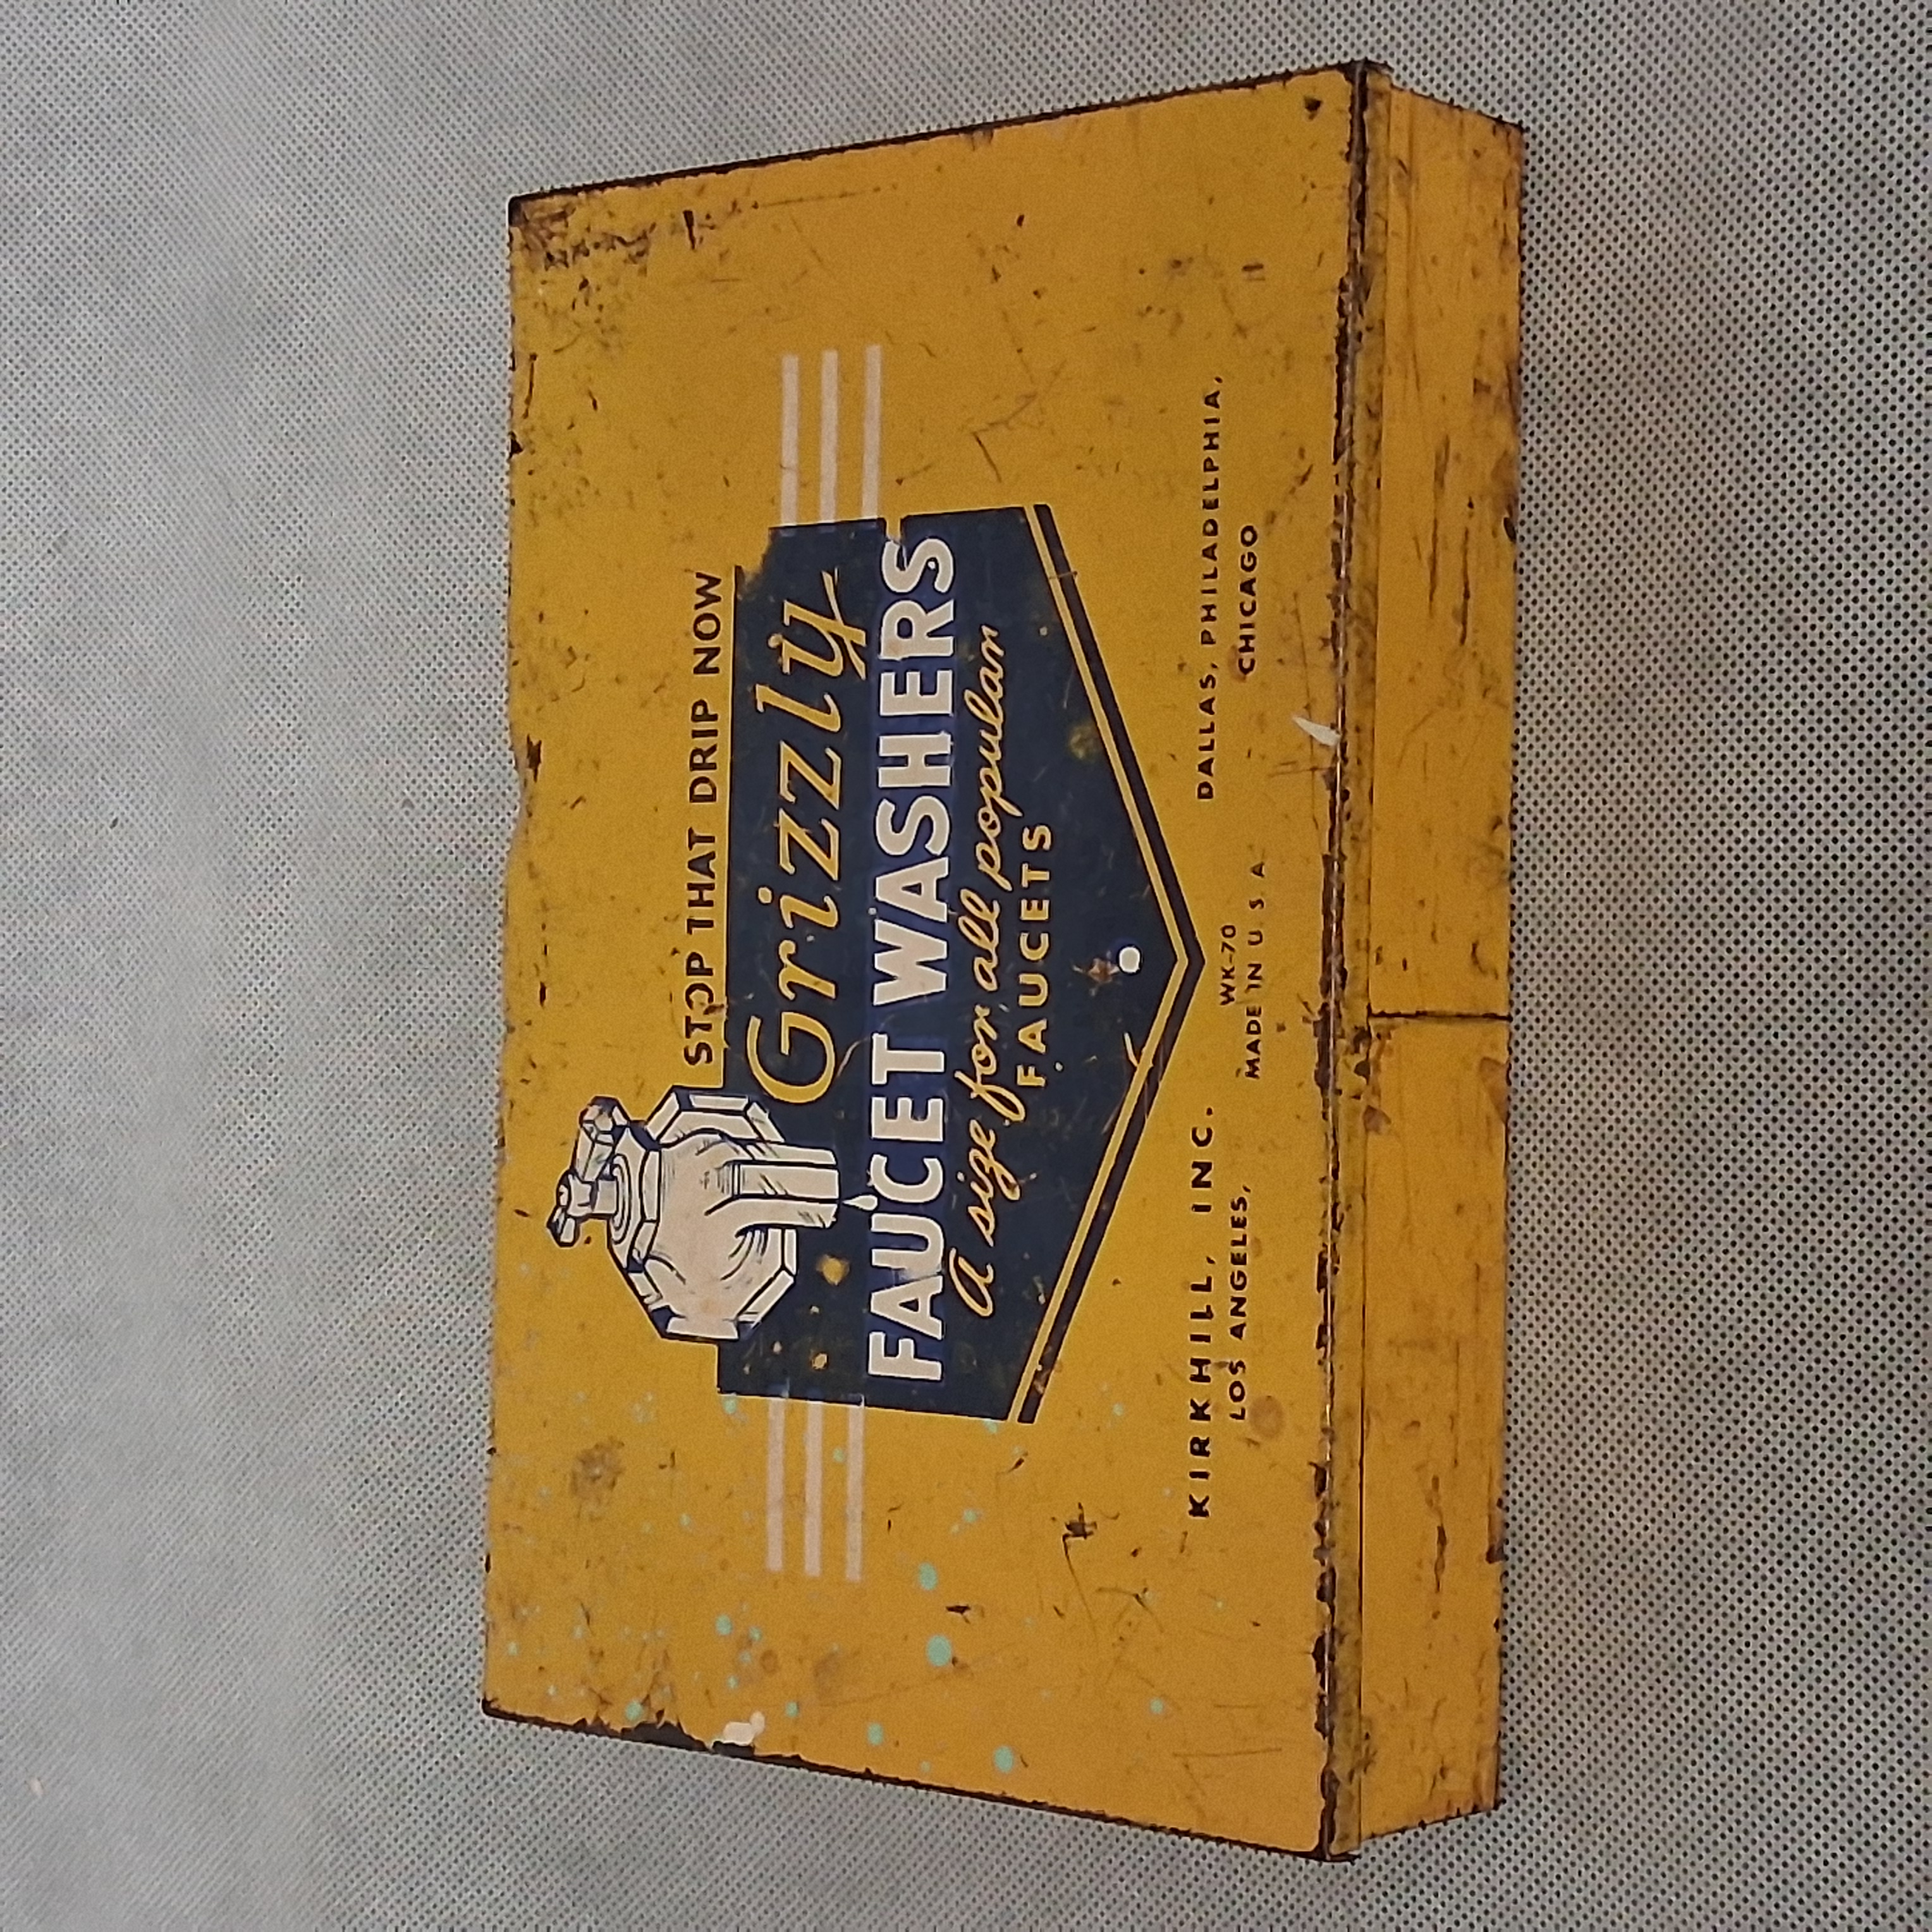 STOP THAT DRIP NOW
Grizzly
FAUCET WASHERS
A size for all popular
FAUCETS
KIRKHILL, INC.
LOS ANGELES,
WK-70
MADE IN U.S.A.
DALLAS, PHILADELPHIA,
CHICAGO